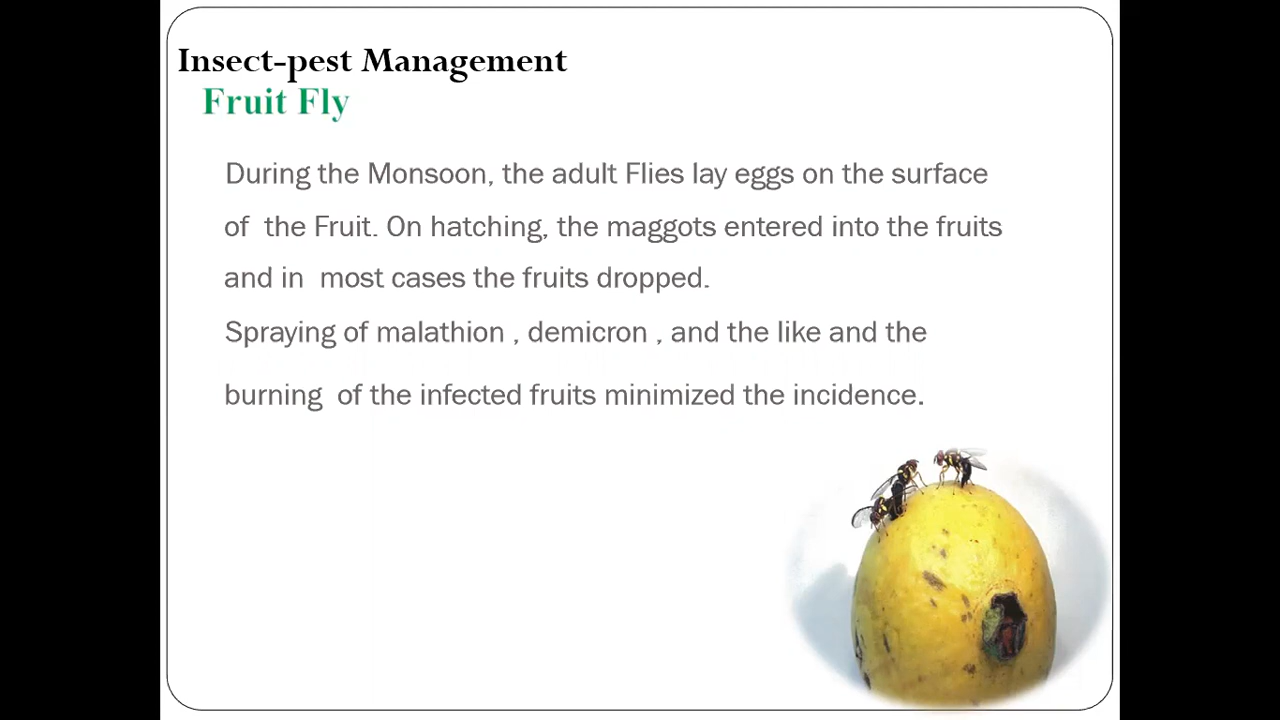 Insect-pest Management
Fruit Fly
During the Monsoon, the adult Flies lay eggs on the surface
of the Fruit. On hatching, the maggots entered into the fruits
and in most cases the fruits dropped.
Spraying of malathion , demicron , and the like and the
burning of the infected fruits minimized the incidence.